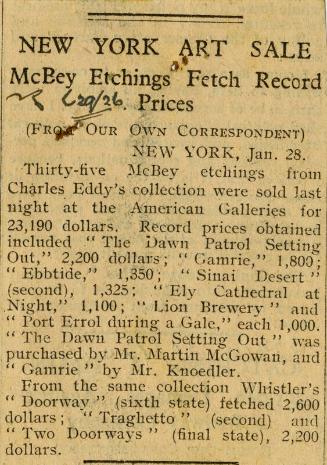 NEW YORK ART SALE
McBey Etchings Fetch Record
29/26. Prices
(FROM OUR OWN CORRESPONDENT)
NEW YORK, Jan. 28.
Thirty-five McBey etchings from
Charles Eddy's collection were sold last
night at the American Galleries for
23,190 dollars. Record prices obtained
included " The Dawn Patrol Setting
Out," 2,200 dollars; " Gamrie," 1,800;
" Ebbtide," 1,350; " Sinai Desert "
(second), 1,325; " Ely Cathedral at
Night," 1,100; " Lion Brewery " and
" Port Errol during a Gale," each 1,000.
" The Dawn Patrol Setting Out " was
purchased by Mr. Martin McGowan, and
" Gamrie " by Mr. Knoedler.
From the same collection Whistler's
" Doorway " (sixth state) fetched 2,600
dollars; " Traghetto " (second) and
" Two Doorways " (final state), 2,200
dollars.